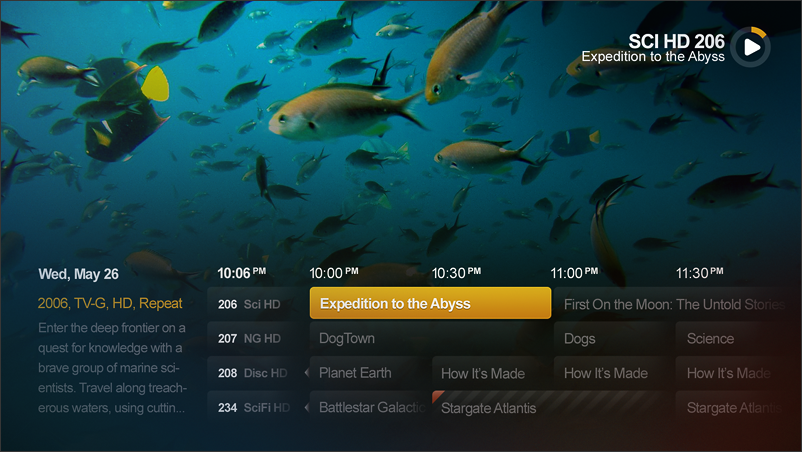 SCI HD 206
Expedition to the Abyss
Wed, May 26
10:06 PM
10:00 PM
10:30 PM
11:00 PM
11:30 PM
2006, TV-G, HD, Repeat
Enter the deep frontier on a
quest for knowledge with a
brave group of marine sci-
entists. Travel along treach-
erous waters, using cuttin...
206 Sci HD
Expedition to the Abyss
First On the Moon: The Untold Stories
207 NG HD
DogTown
Dogs
Science
208 Disc HD
Planet Earth
How It's Made
How It's Made
How It's Made
234 SciFi HD
Battlestar Galactic
Stargate Atlantis
Stargate Atlantis